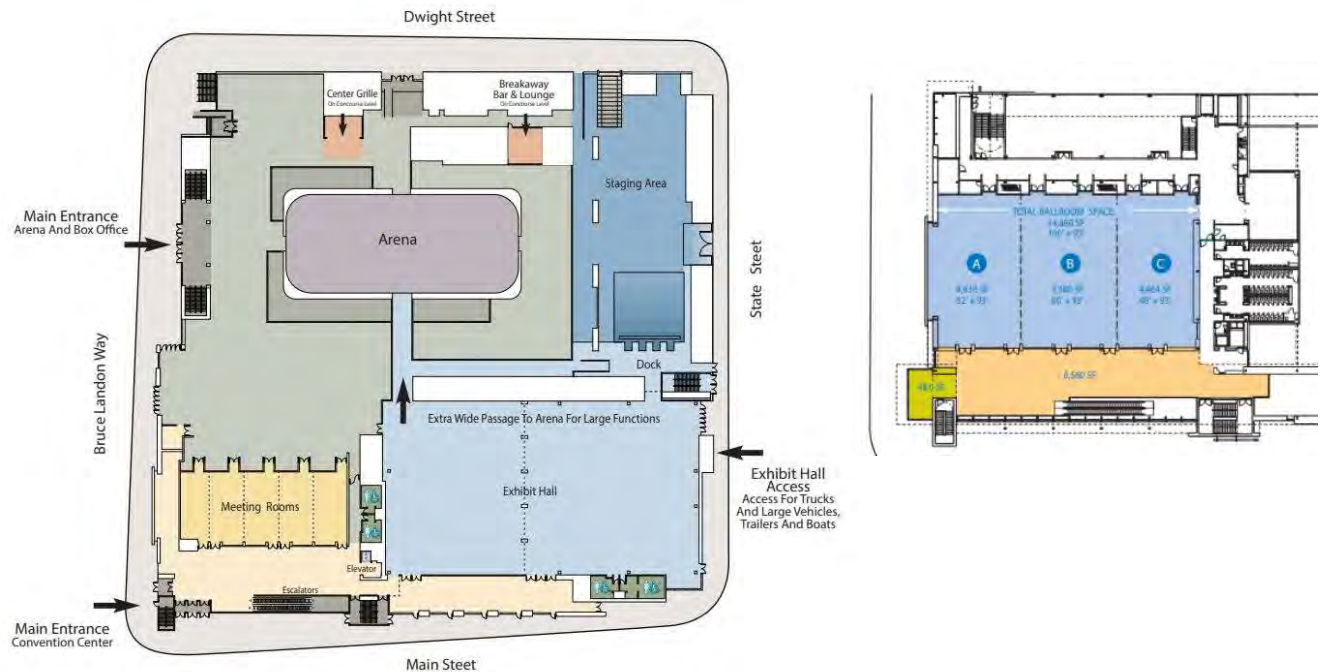 Dwight Street
Center Grille
On Concourse Level
Breakaway
Bar & Lounge
On Concourse Level
Staging Area
Main Entrance
Arena And Box Office
Arena
State Steet
Bruce Landon Way
Dock
Extra Wide Passage To Arena For Large Functions
Exhibit Hall
Meeting Rooms
Exhibit Hall
Access
Access For Trucks
And Large Vehicles,
Trailers And Boats
Elevator
Escalators
Main Entrance
Convention Center
Main Steet
TOTAL BALLROOM SPACE
A
B
C